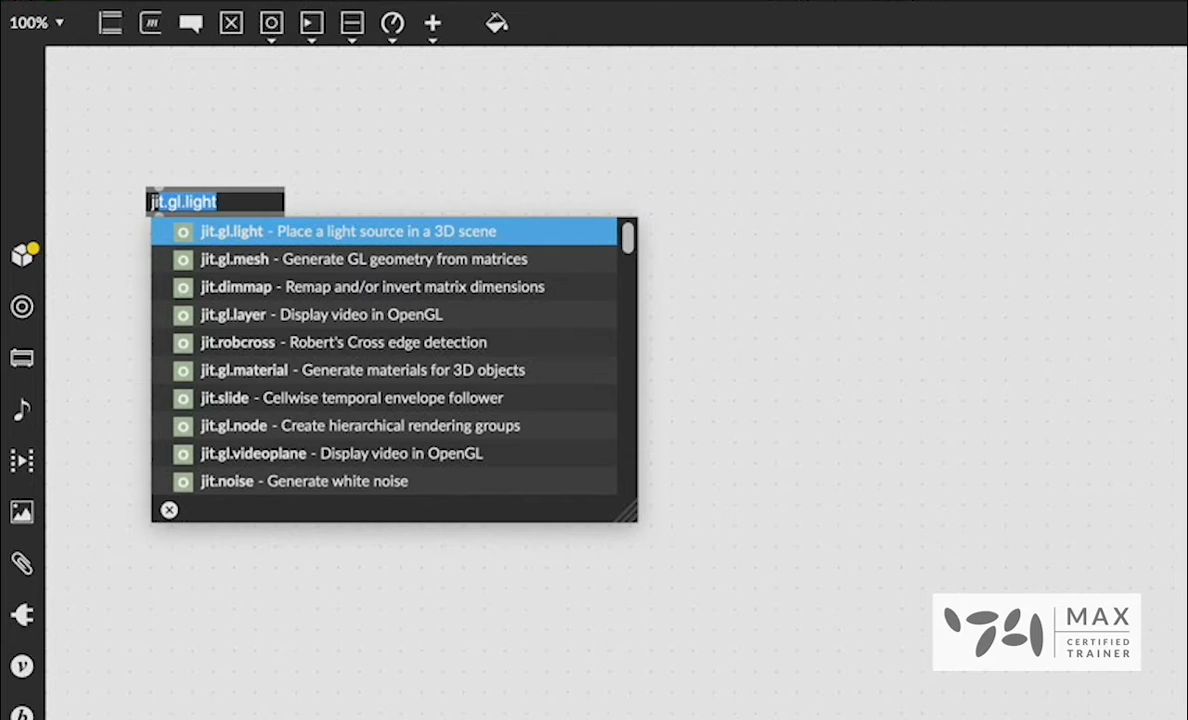 100%
jit.gl.light
jit.gl.light - Place a light source in a 3D scene
jit.gl.mesh - Generate GL geometry from matrices
jit.dimmap - Remap and/or invert matrix dimensions
jit.gl.layer - Display video in OpenGL
jit.robcross - Robert's Cross edge detection
jit.gl.material - Generate materials for 3D objects
jit.slide - Cellwise temporal envelope follower
jit.gl.node - Create hierarchical rendering groups
jit.gl.videoplane - Display video in OpenGL
jit.noise - Generate white noise
MAX
CERTIFIED
TRAINER